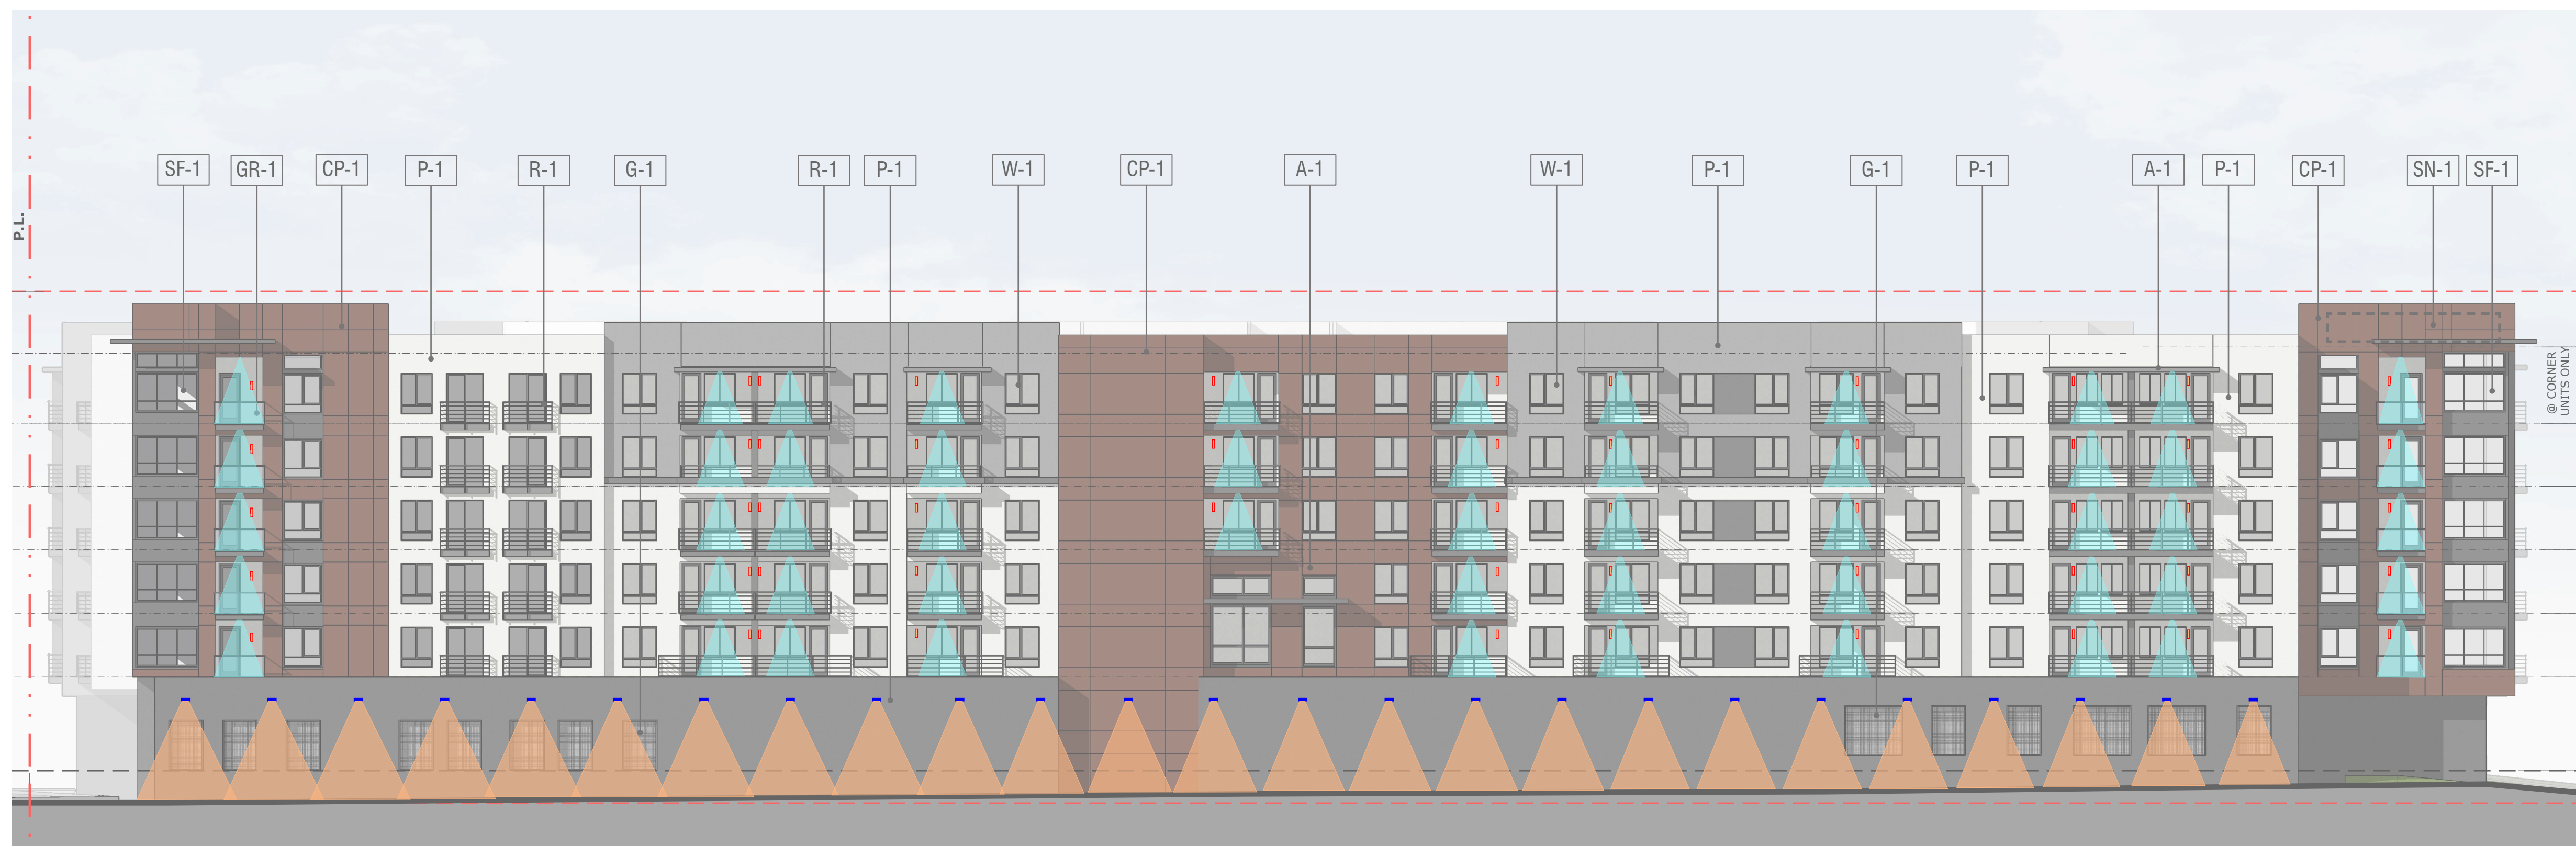 SF-1
GR-1
CP-1
P-1
R-1
G-1
R-1
P-1
W-1
CP-1
A-1
W-1
P-1
G-1
P-1
A-1
P-1
CP-1
SN-1
SF-1
P.L.
@ CORNER
UNITS ONLY